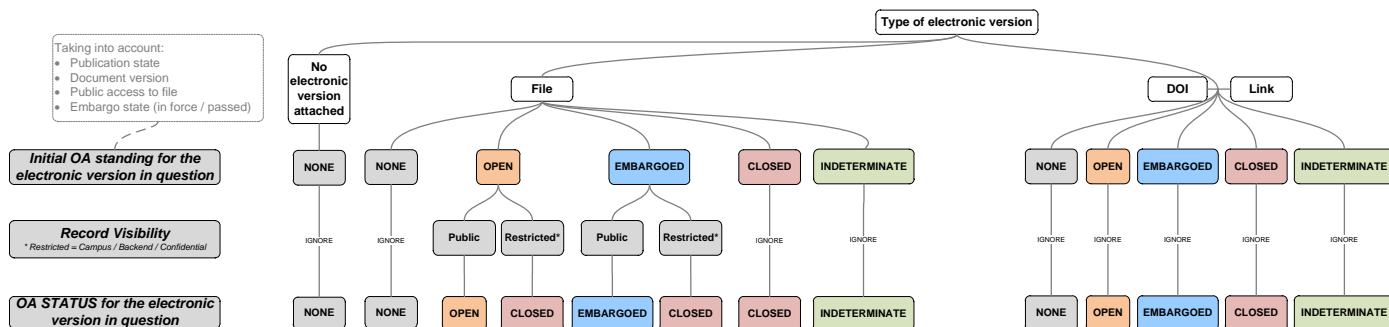 Type of electronic version
Taking into account:
• Publication state
• Document version
• Public access to file
• Embargo state (in force / passed)
No
electronic
version
attached
File
DOI
Link
Initial OA standing for the
electronic version in question
NONE
NONE
OPEN
EMBARGOED
CLOSED
INDETERMINATE
NONE
OPEN
EMBARGOED
CLOSED
INDETERMINATE
Record Visibility
* Restricted = Campus / Backend / Confidential
IGNORE
IGNORE
Public
Restricted*
Public
Restricted*
IGNORE
IGNORE
IGNORE
IGNORE
IGNORE
IGNORE
OA STATUS for the electronic
version in question
NONE
NONE
OPEN
CLOSED
EMBARGOED
CLOSED
CLOSED
INDETERMINATE
NONE
OPEN
EMBARGOED
CLOSED
INDETERMINATE